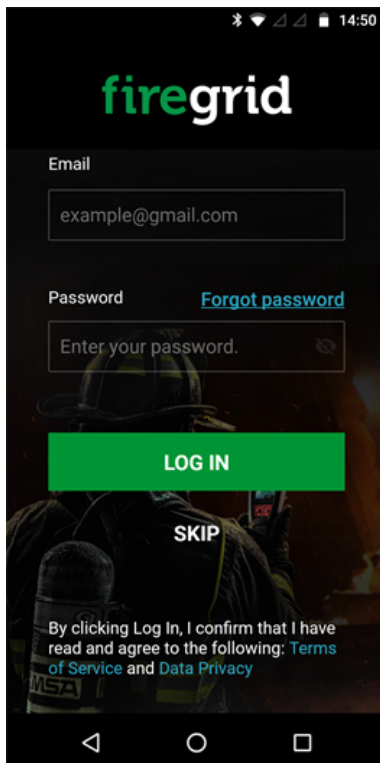 14:50
firegrid
Email
example@gmail.com
Password Forgot password
Enter your password.
LOG IN
SKIP
By clicking Log In, I confirm that I have
read and agree to the following: Terms
of Service and Data Privacy
MSA